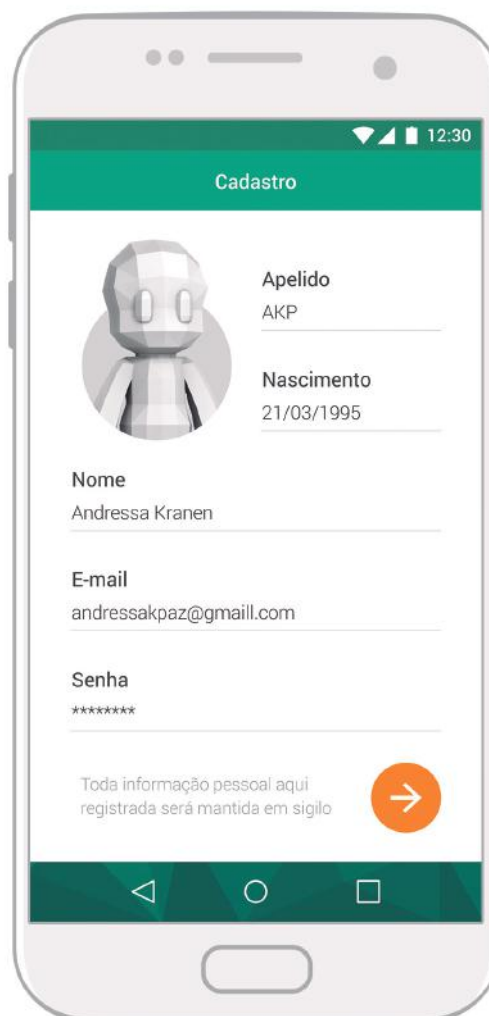 12:30
Cadastro
Apelido
AKP
Nascimento
21/03/1995
Nome
Andressa Kranen
E-mail
andressakpaz@gmaill.com
Senha
********
Toda informação pessoal aqui
registrada será mantida em sigilo